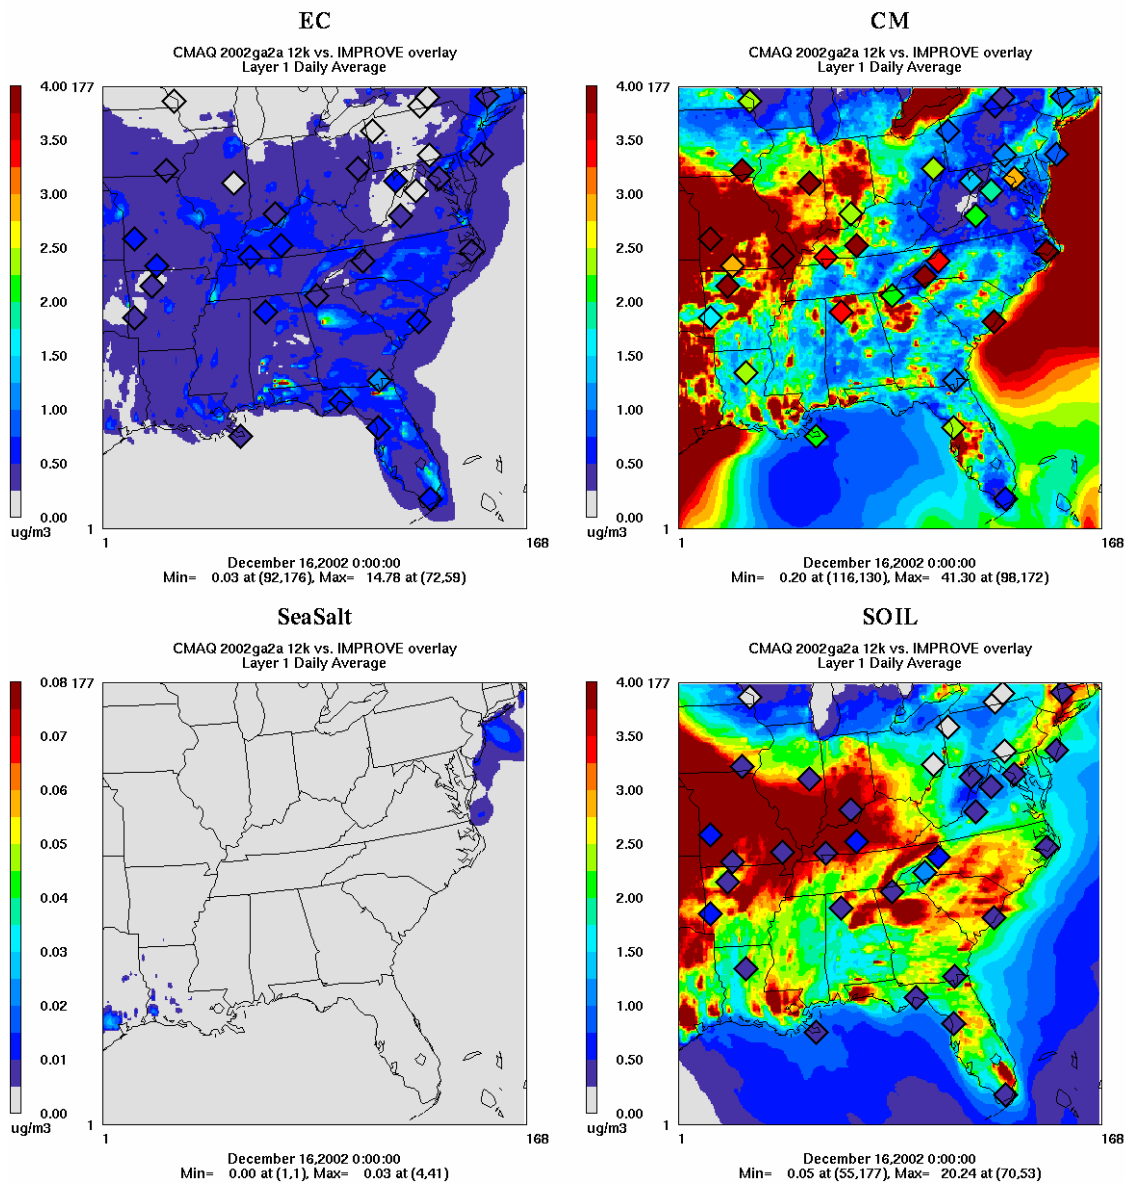 EC
CMAQ 2002ga2a 12k vs. IMPROVE overlay
Layer 1 Daily Average
4.00 177
3.50
3.00
2.50
2.00
1.50
1.00
0.50
0.00
ug/m3
1
1 168
December 16,2002 0:00:00
Min= 0.03 at (92,176), Max= 14.78 at (72,59)
CM
CMAQ 2002ga2a 12k vs. IMPROVE overlay
Layer 1 Daily Average
4.00 177
3.50
3.00
2.50
2.00
1.50
1.00
0.50
0.00
ug/m3
1
1 168
December 16,2002 0:00:00
Min= 0.20 at (116,130), Max= 41.30 at (98,172)
SeaSalt
CMAQ 2002ga2a 12k vs. IMPROVE overlay
Layer 1 Daily Average
0.08 177
0.07
0.06
0.05
0.04
0.03
0.02
0.01
0.00
ug/m3
1
1 168
December 16,2002 0:00:00
Min= 0.00 at (1,1), Max= 0.03 at (4,41)
SOIL
CMAQ 2002ga2a 12k vs. IMPROVE overlay
Layer 1 Daily Average
4.00 177
3.50
3.00
2.50
2.00
1.50
1.00
0.50
0.00
ug/m3
1
1 168
December 16,2002 0:00:00
Min= 0.05 at (55,177), Max= 20.24 at (70,53)